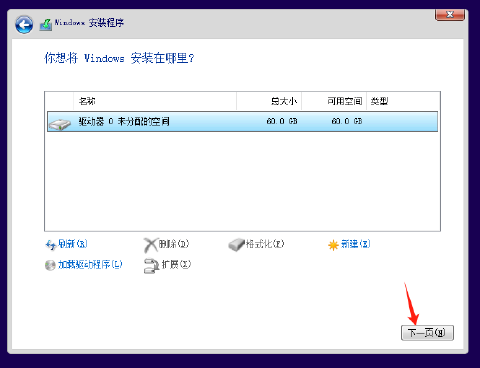 Windows 安装程序
你想将 Windows 安装在哪里?
名称 总大小 可用空间 类型
驱动器 0 未分配的空间 60.0 GB 60.0 GB
刷新(R) 删除(D) 格式化(F) 新建(E)
加载驱动程序(L) 扩展(X)
下一页(N)